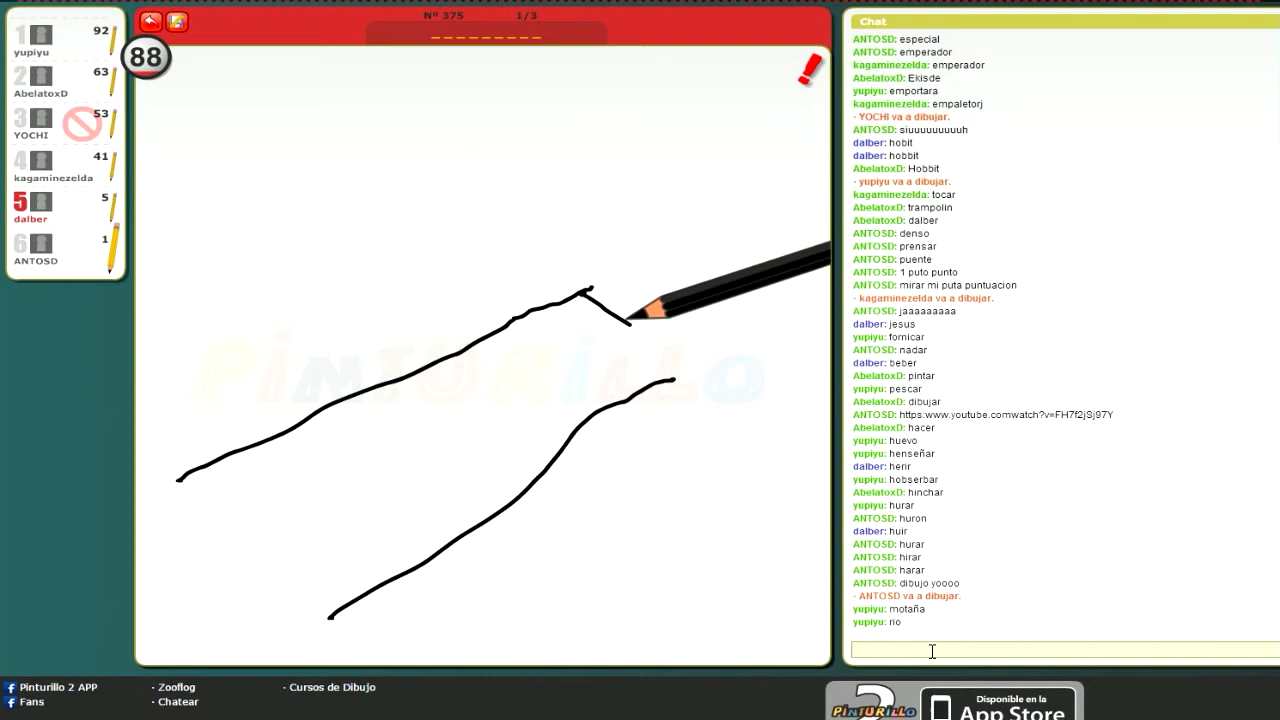 1 92
yupiyu
2 63
AbelatoxD
3 53
YOCHI
4 41
kagaminezelda
5 5
dalber
6 1
ANTOSD
88
Nº 375 1/3
_ _ _ _ _ _ _ _ _
PINTURILLO
Chat
ANTOSD: especial
ANTOSD: emperador
kagaminezelda: emperador
AbelatoxD: Ekisde
yupiyu: emportara
kagaminezelda: empaletorj
· YOCHI va a dibujar.
ANTOSD: siuuuuuuuuuh
dalber: hobit
dalber: hobbit
AbelatoxD: Hobbit
· yupiyu va a dibujar.
kagaminezelda: tocar
AbelatoxD: trampolin
AbelatoxD: dalber
ANTOSD: denso
ANTOSD: prensar
ANTOSD: puente
ANTOSD: 1 puto punto
ANTOSD: mirar mi puta puntuacion
· kagaminezelda va a dibujar.
ANTOSD: jaaaaaaaaa
dalber: jesus
yupiyu: fornicar
ANTOSD: nadar
dalber: beber
AbelatoxD: pintar
yupiyu: pescar
AbelatoxD: dibujar
ANTOSD: https:www.youtube.comwatch?v=FH7f2jSj97Y
AbelatoxD: hacer
yupiyu: huevo
yupiyu: henseñar
dalber: herir
yupiyu: hobserbar
AbelatoxD: hinchar
yupiyu: hurar
ANTOSD: huron
dalber: huir
ANTOSD: hurar
ANTOSD: hirar
ANTOSD: harar
ANTOSD: dibujo yoooo
· ANTOSD va a dibujar.
yupiyu: motaña
yupiyu: rio
Pinturillo 2 APP · Zooflog · Cursos de Dibujo
Fans · Chatear
PINTURILLO 2
Disponible en la
App Store